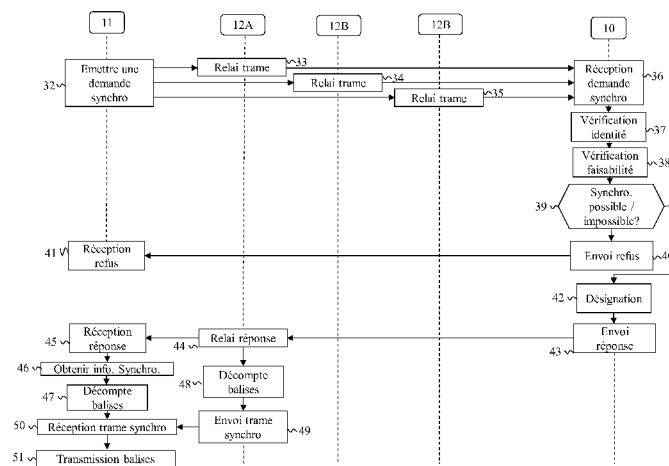 11
12A
12B
12B
10
Emettre une
demande
synchro
32
Relai trame
33
Relai trame
34
Relai trame
35
Réception
demande
synchro
36
Vérification
identité
37
Vérification
faisabilité
38
Synchro.
possible /
impossible?
39
41
Réception
refus
Envoi refus
42
Désignation
45
Réception
réponse
44
Relai réponse
Envoi
réponse
43
46
Obtenir info. Synchro.
47
Décompte
balises
48
Décompte
balises
50
Réception trame synchro
Envoi trame
synchro
49
51
Transmission balises